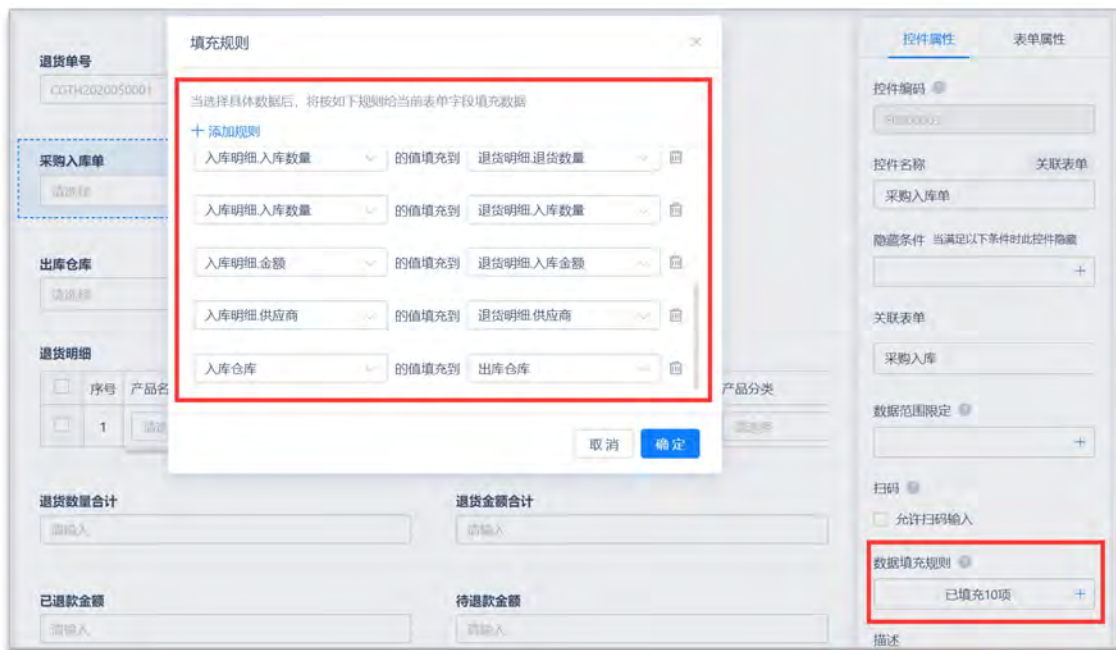 填充规则
×
控件属性 表单属性
退货单号
CGTH2020050001
当选择具体数据后，将按如下规则给当前表单字段填充数据
控件编码
+ 添加规则
采购入库单
入库明细.入库数量 的值填充到 退货明细.退货数量
控件名称 关联表单
请选择
采购入库单
入库明细.入库数量 的值填充到 退货明细.入库数量
隐藏条件 当满足以下条件时此控件隐藏
+
出库仓库
入库明细.金额 的值填充到 退货明细.入库金额
请选择
入库明细.供应商 的值填充到 退货明细.供应商
关联表单
采购入库
退货明细
入库仓库 的值填充到 出库仓库
序号 产品名 产品分类
数据范围限定
1 请选择
+
取消 确定
扫码
允许扫码输入
退货数量合计 退货金额合计
请输入 请输入
数据填充规则
已填充10项 +
已退款金额 待退款金额
请输入 请输入
描述